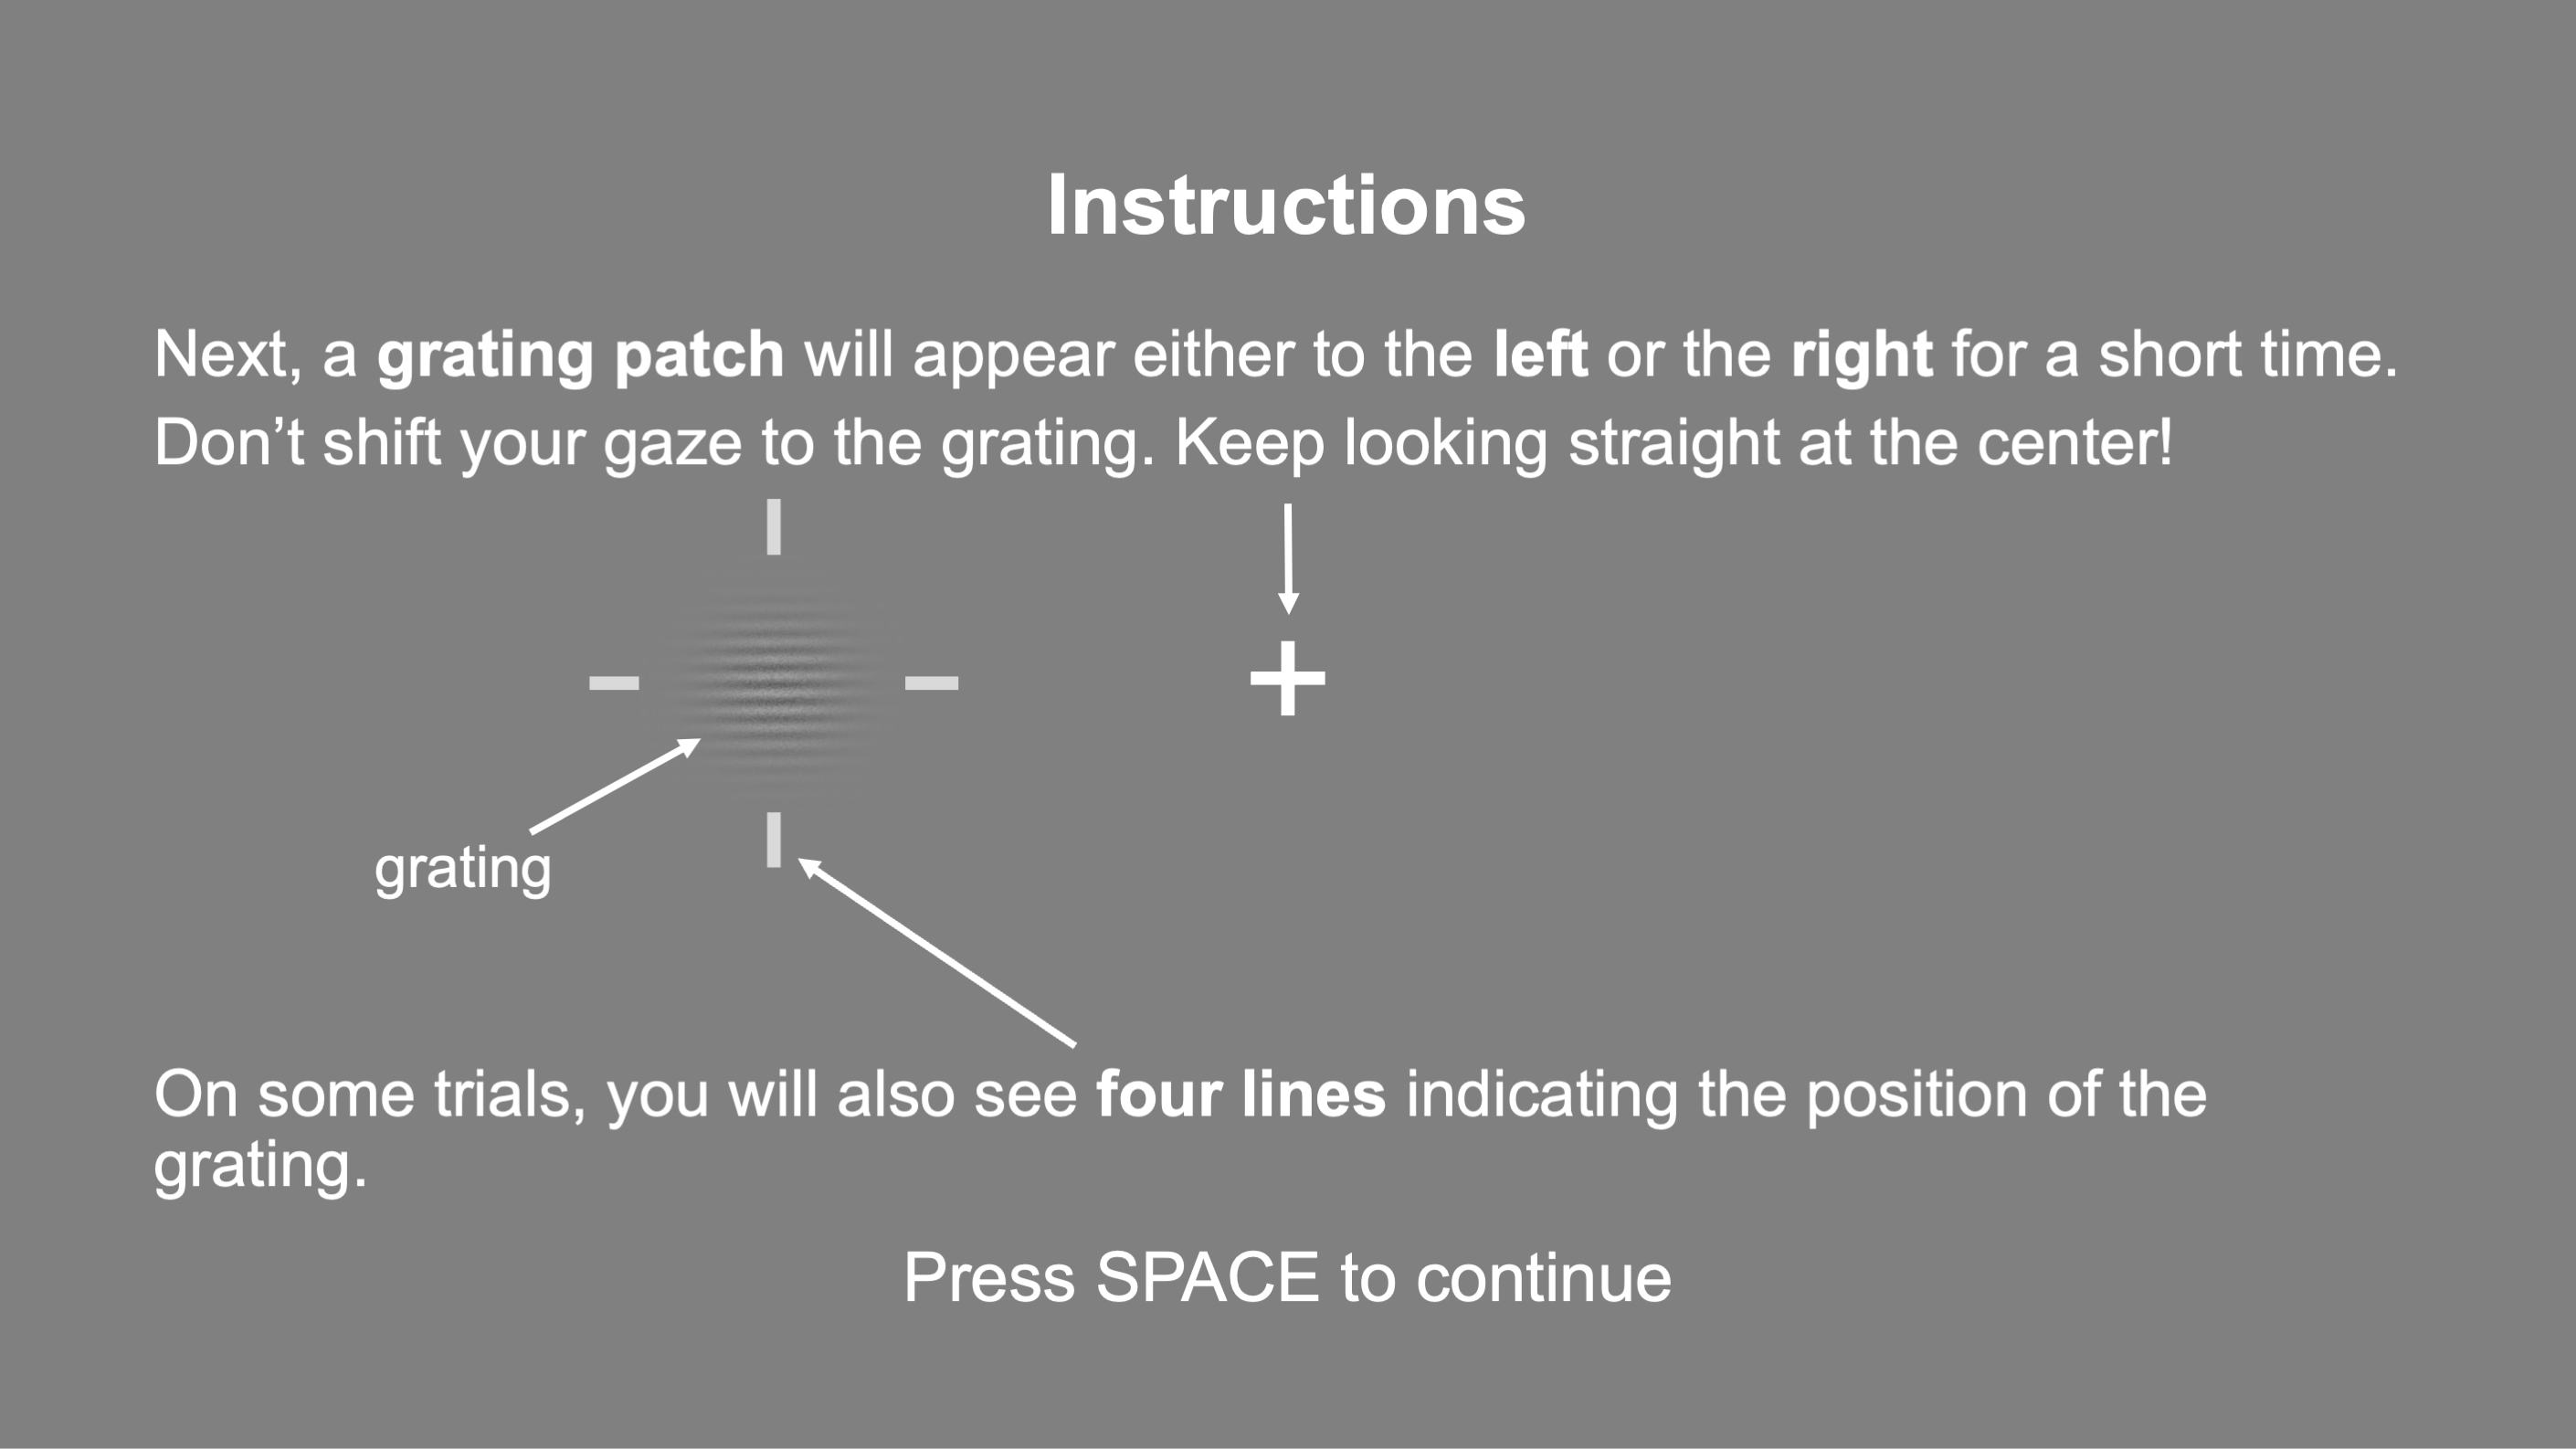 Instructions
Next, a grating patch will appear either to the left or the right for a short time.
Don’t shift your gaze to the grating. Keep looking straight at the center!
grating
On some trials, you will also see four lines indicating the position of the
grating.
Press SPACE to continue